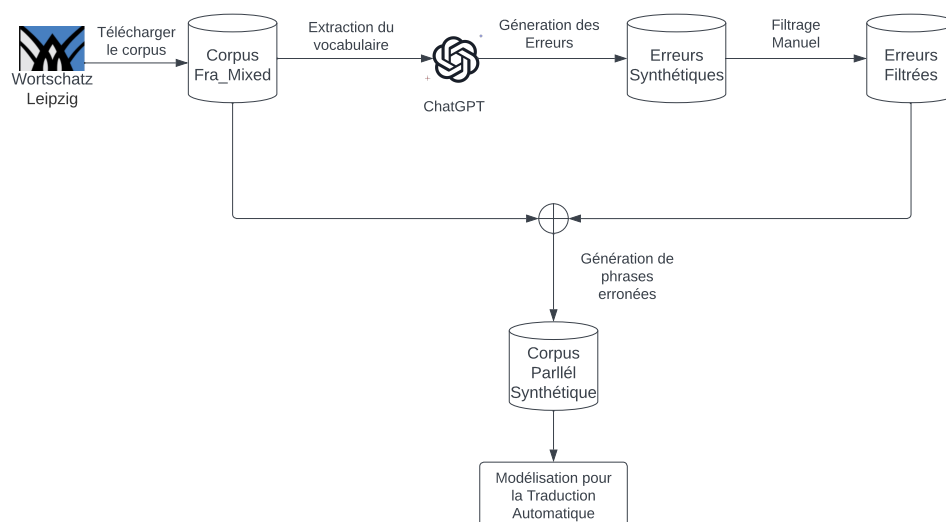 Télécharger
le corpus
Wortschatz
Leipzig
Corpus
Fra_Mixed
Extraction du
vocabulaire
ChatGPT
Géneration des
Erreurs
Erreurs
Synthétiques
Filtrage
Manuel
Erreurs
Filtrées
Génération de
phrases
erronées
Corpus
Parllél
Synthétique
Modélisation pour
la Traduction
Automatique